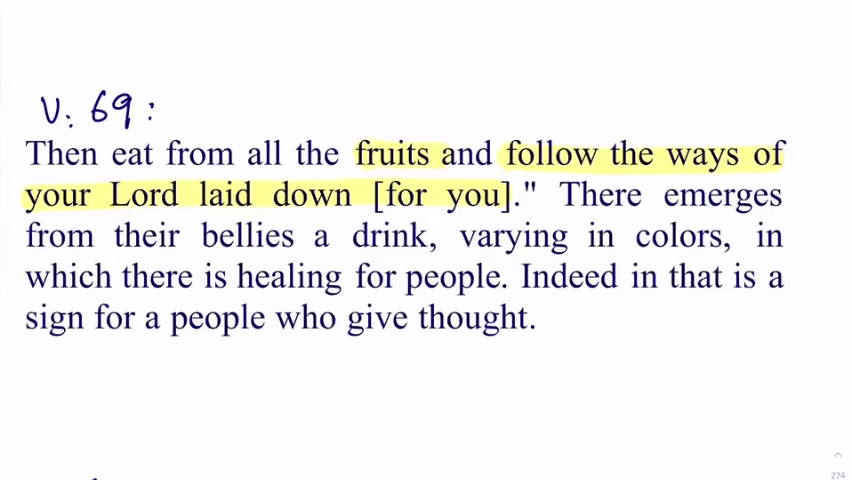 V. 69:
Then eat from all the fruits and follow the ways of
your Lord laid down [for you]." There emerges
from their bellies a drink, varying in colors, in
which there is healing for people. Indeed in that is a
sign for a people who give thought.
274